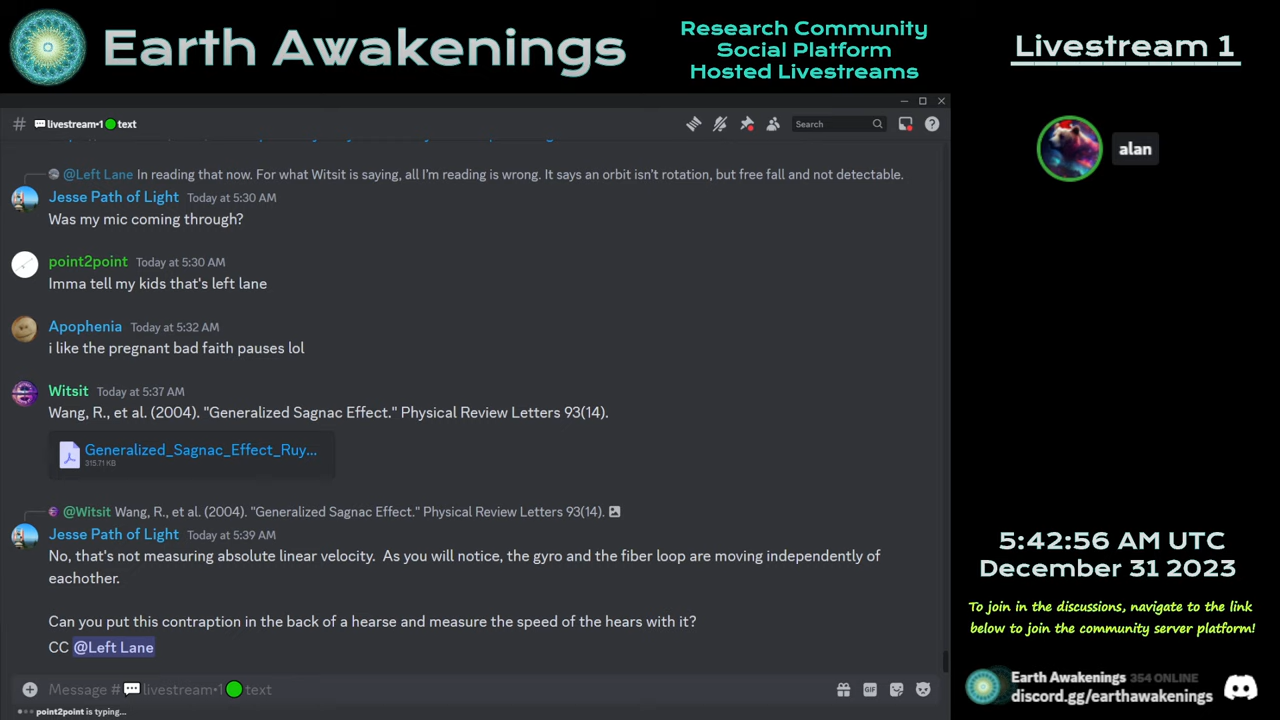 Earth Awakenings
Research Community
Social Platform
Hosted Livestreams
Livestream 1
# livestream•1 text
Search
alan
@Left Lane In reading that now. For what Witsit is saying, all I'm reading is wrong. It says an orbit isn't rotation, but free fall and not detectable.
Jesse Path of Light Today at 5:30 AM
Was my mic coming through?
point2point Today at 5:30 AM
Imma tell my kids that's left lane
Apophenia Today at 5:32 AM
i like the pregnant bad faith pauses lol
Witsit Today at 5:37 AM
Wang, R., et al. (2004). "Generalized Sagnac Effect." Physical Review Letters 93(14).
Generalized_Sagnac_Effect_Ruy...
315.71 KB
@Witsit Wang, R., et al. (2004). "Generalized Sagnac Effect." Physical Review Letters 93(14).
Jesse Path of Light Today at 5:39 AM
No, that's not measuring absolute linear velocity. As you will notice, the gyro and the fiber loop are moving independently of
eachother.
Can you put this contraption in the back of a hearse and measure the speed of the hears with it?
CC @Left Lane
Message # livestream•1 text
GIF
point2point is typing...
5:42:56 AM UTC
December 31 2023
To join in the discussions, navigate to the link
below to join the community server platform!
Earth Awakenings 354 ONLINE
discord.gg/earthawakenings